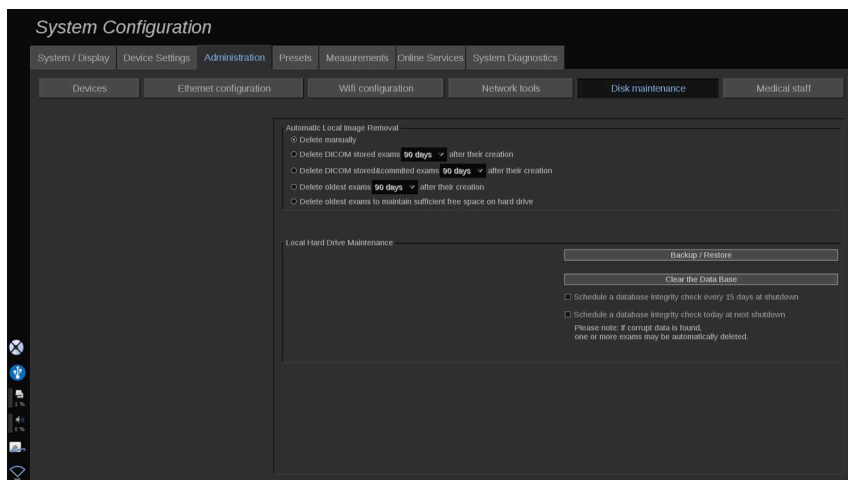 System Configuration
System / Display Device Settings Administration Presets Measurements Online Services System Diagnostics
Devices Ethernet configuration Wifi configuration Network tools Disk maintenance Medical staff
Automatic Local Image Removal
Delete manually
Delete DICOM stored exams 90 days after their creation
Delete DICOM stored&commited exams 90 days after their creation
Delete oldest exams 90 days after their creation
Delete oldest exams to maintain sufficient free space on hard drive
Local Hard Drive Maintenance
Backup / Restore
Clear the Data Base
Schedule a database integrity check every 15 days at shutdown
Schedule a database integrity check today at next shutdown
Please note: If corrupt data is found,
one or more exams may be automatically deleted.
1 %
6 %